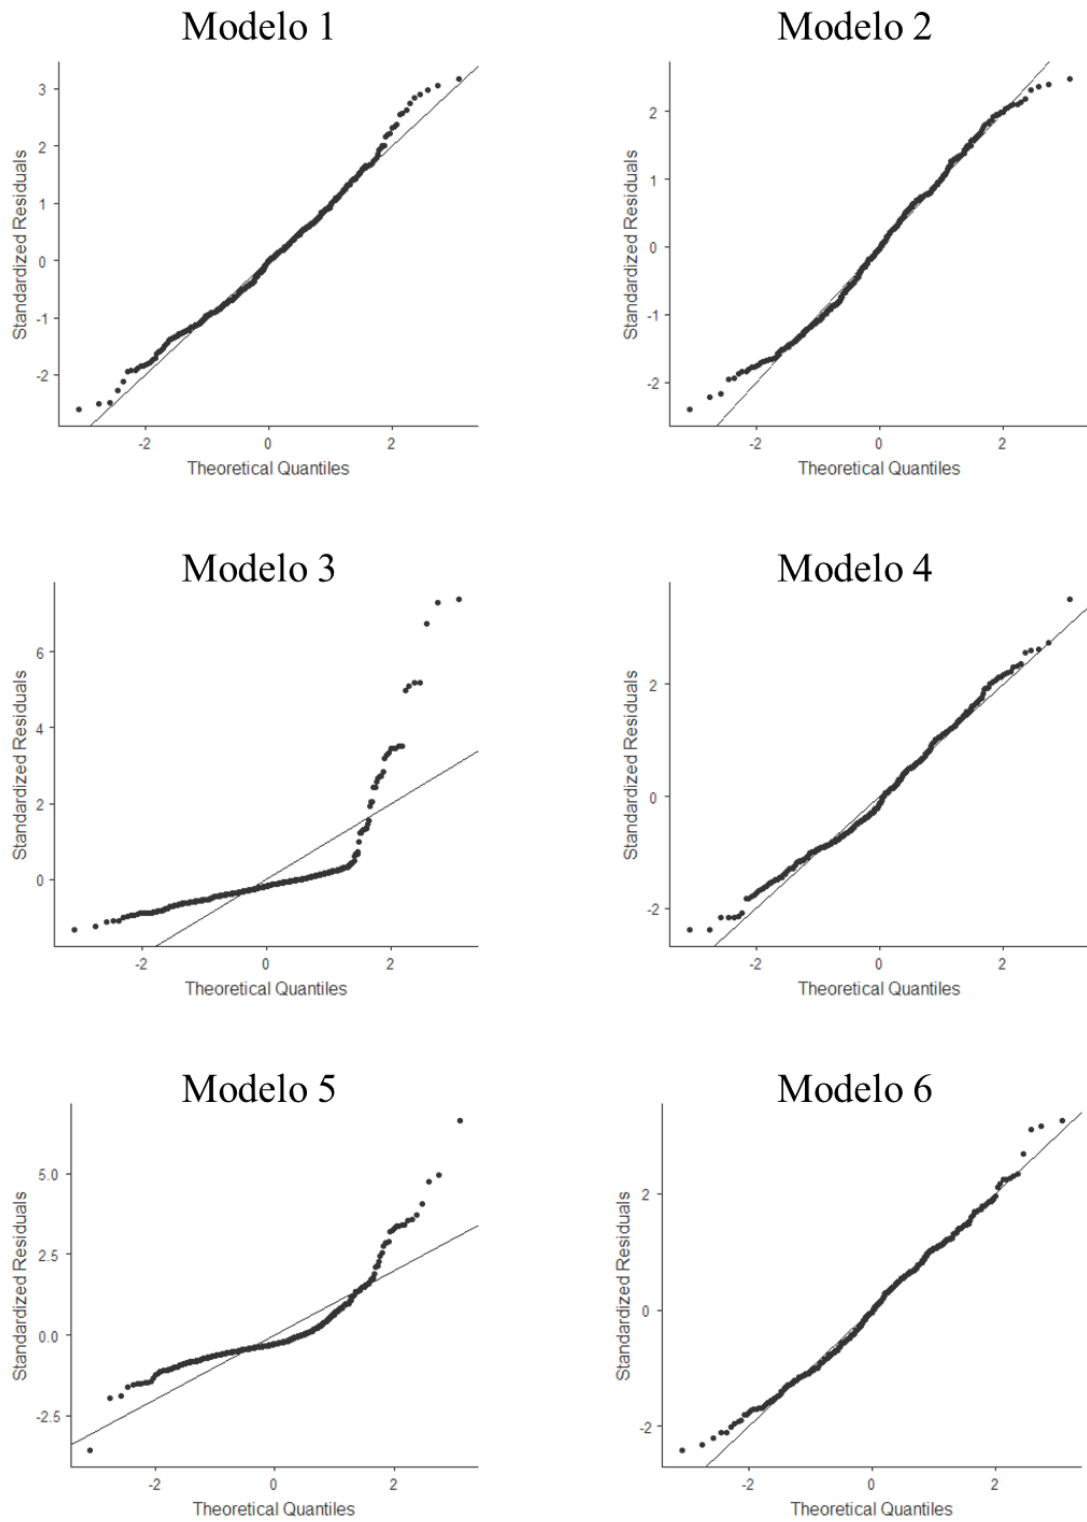 Modelo 1
Modelo 2
Standardized Residuals
3
2
1
0
-1
-2
-2
0
2
Theoretical Quantiles
Standardized Residuals
2
1
0
-1
-2
-2
0
2
Theoretical Quantiles
Modelo 3
Modelo 4
Standardized Residuals
6
4
2
0
-2
0
2
Theoretical Quantiles
Standardized Residuals
2
0
-2
-2
0
2
Theoretical Quantiles
Modelo 5
Modelo 6
Standardized Residuals
5.0
2.5
0.0
-2.5
-2
0
2
Theoretical Quantiles
Standardized Residuals
2
0
-2
-2
0
2
Theoretical Quantiles